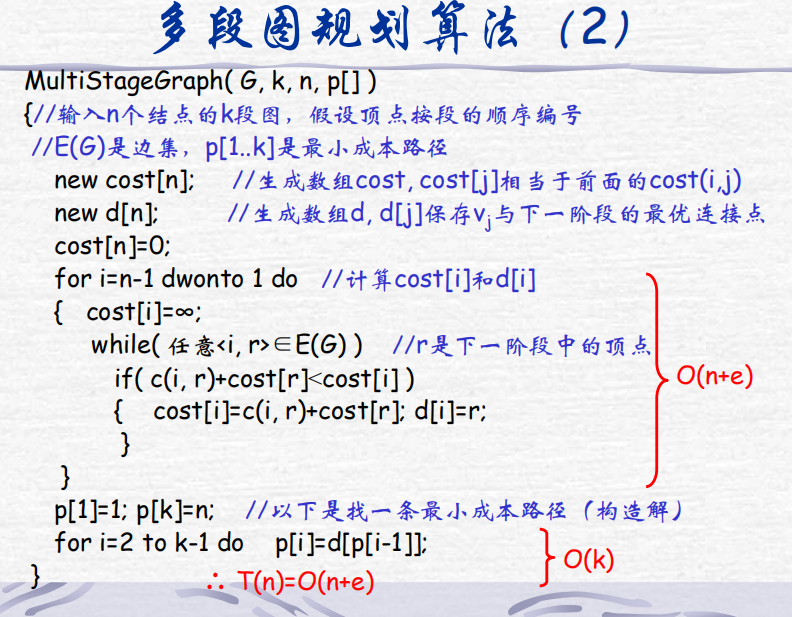 多段图规划算法（2）
MultiStageGraph( G, k, n, p[] )
{//输入n个结点的k段图，假设顶点按段的顺序编号
//E(G)是边集，p[1..k]是最小成本路径
new cost[n]; //生成数组cost, cost[j]相当于前面的cost(i,j)
new d[n]; //生成数组d, d[j]保存vj与下一阶段的最优连接点
cost[n]=0;
for i=n-1 dwonto 1 do //计算cost[i]和d[i]
{ cost[i]=∞;
while( 任意<i, r>∈E(G) ) //r是下一阶段中的顶点
if( c(i, r)+cost[r]<cost[i] )
{ cost[i]=c(i, r)+cost[r]; d[i]=r;
}
}
O(n+e)
p[1]=1; p[k]=n; //以下是找一条最小成本路径（构造解）
for i=2 to k-1 do p[i]=d[p[i-1]];
O(k)
}
∴ T(n)=O(n+e)